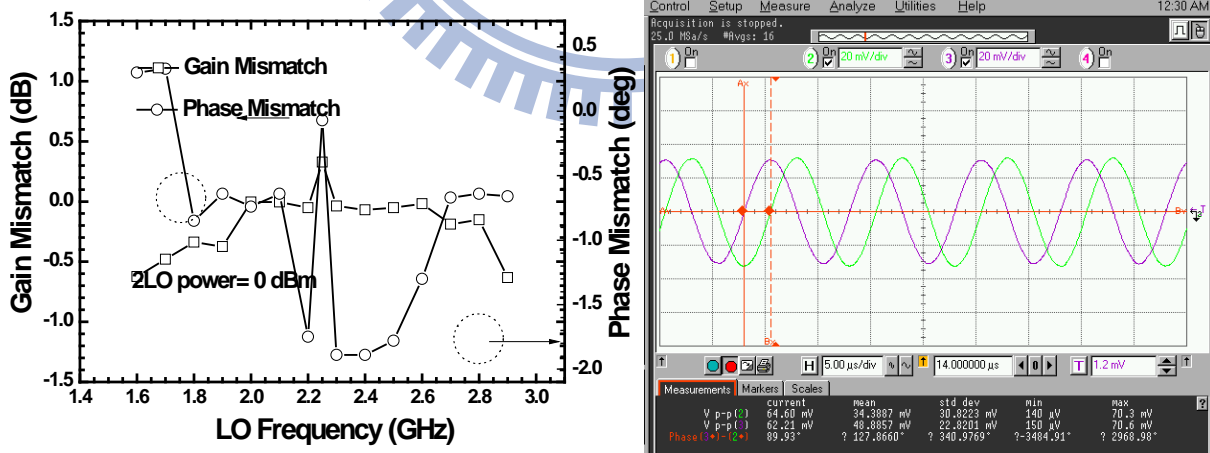 1.5
1.0
0.5
0.0
-0.5
-1.0
-1.5
Gain Mismatch (dB)
Gain Mismatch
Phase Mismatch
2LO power= 0 dBm
1.4 1.6 1.8 2.0 2.2 2.4 2.6 2.8 3.0
LO Frequency (GHz)
0.5
0.0
-0.5
-1.0
-1.5
-2.0
Phase Mismatch (deg)
Control Setup Measure Analyze Utilities Help 12:30 AM
Acquisition is stopped.
25.0 MSa/s #Avgs: 16
1 On 2 On 20 mV/div 3 On 20 mV/div 4 On
Ax
Bx
H 5.00 µs/div 14.000000 µs 0 T 1.2 mV
Measurements Markers Scales
current mean std dev min max
V p-p(2) 64.60 mV 34.3887 mV 30.8223 mV 140 µV 70.3 mV
V p-p(3) 62.21 mV 48.8857 mV 22.8201 mV 150 µV 70.6 mV
Phase(3♦)-(2♦) 89.93° ? 127.8660° ? 340.9769° ?-3484.91° ? 2968.98°